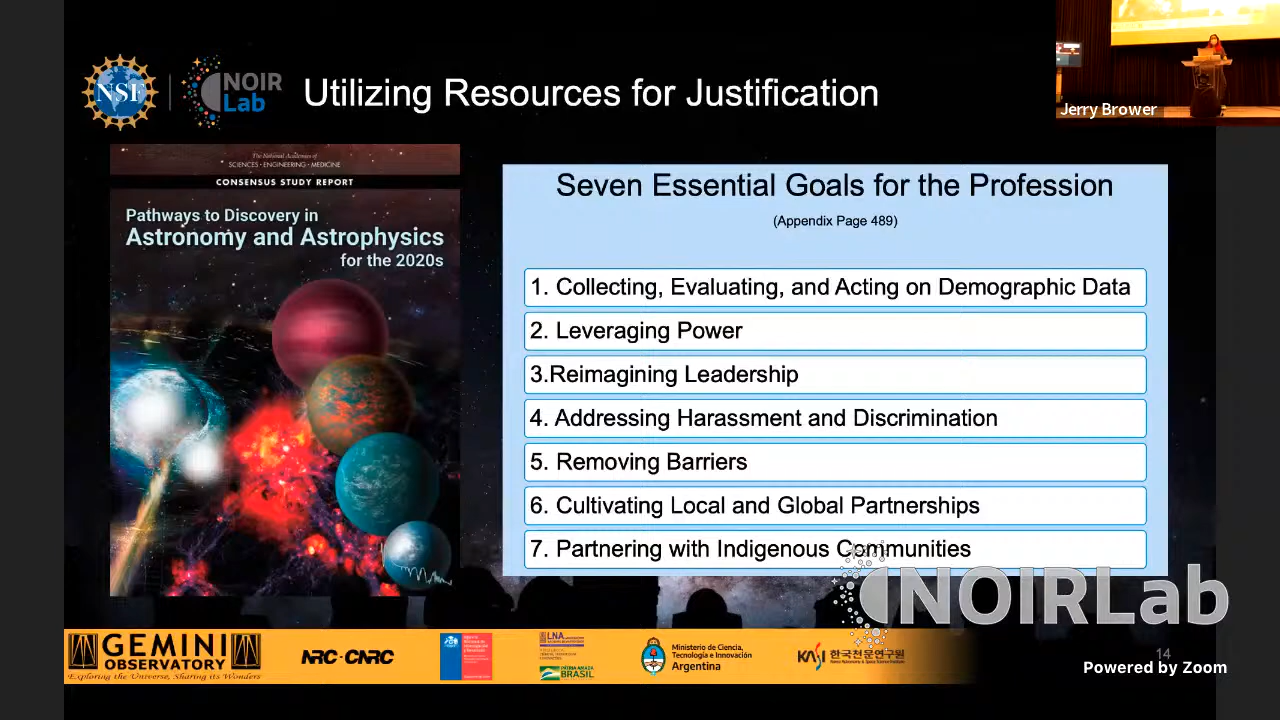 NSF
NOIR
Lab
Utilizing Resources for Justification
Jerry Brower
The National Academies of
SCIENCES · ENGINEERING · MEDICINE
CONSENSUS STUDY REPORT
Pathways to Discovery in
Astronomy and Astrophysics
for the 2020s
Seven Essential Goals for the Profession
(Appendix Page 489)
1. Collecting, Evaluating, and Acting on Demographic Data
2. Leveraging Power
3.Reimagining Leadership
4. Addressing Harassment and Discrimination
5. Removing Barriers
6. Cultivating Local and Global Partnerships
7. Partnering with Indigenous Communities
NOIRLab
GEMINI
OBSERVATORY
Exploring the Universe, Sharing its Wonders
NRC·CNRC
LNA
PÁTRIA AMADA
BRASIL
Ministerio de Ciencia,
Tecnología e Innovación
Argentina
KASI 한국천문연구원
14
Powered by Zoom